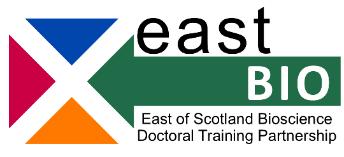 east
BIO
East of Scotland Bioscience
Doctoral Training Partnership